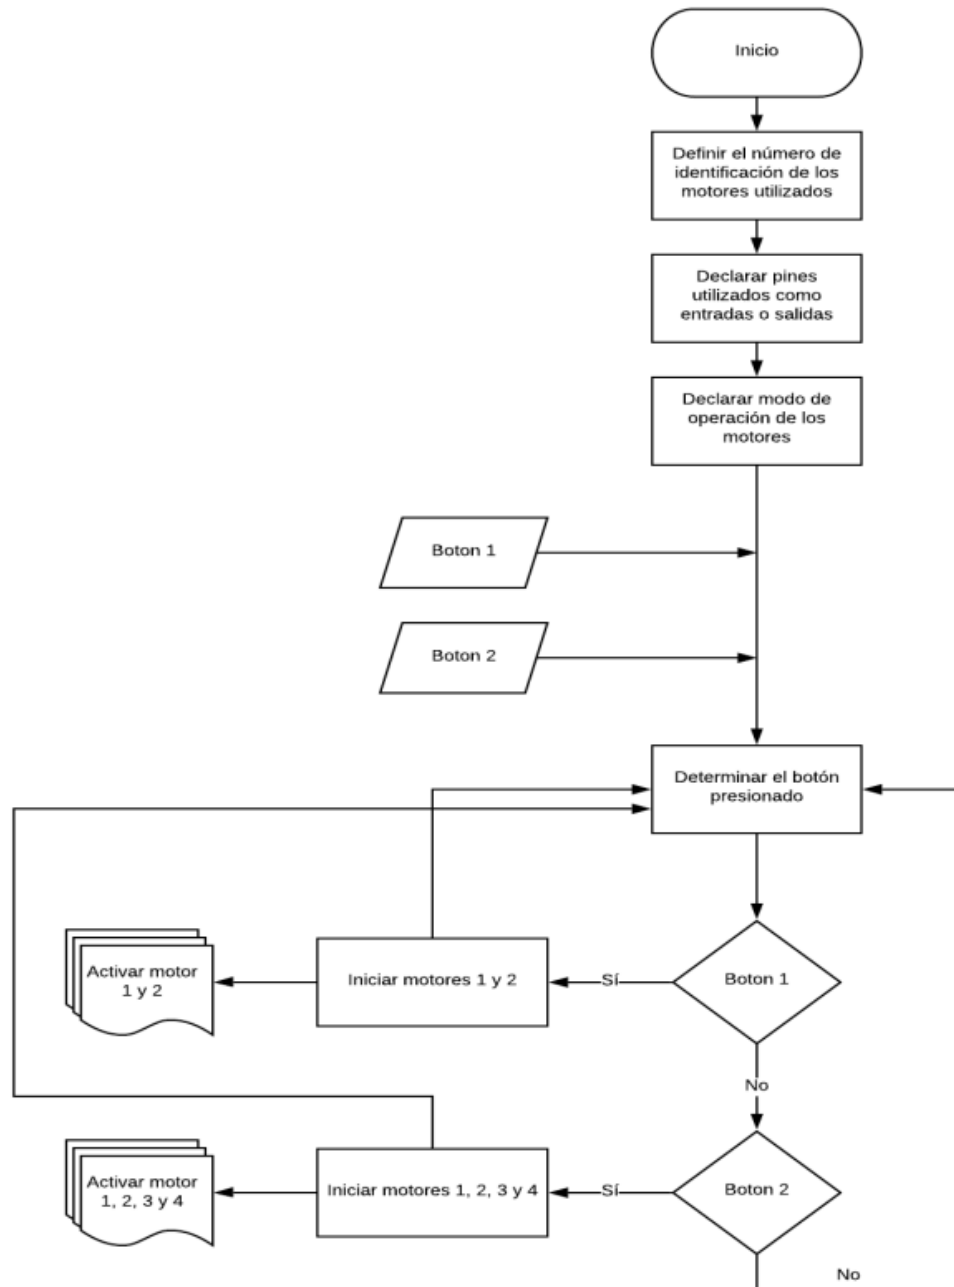 Inicio
Definir el número de
identificación de los
motores utilizados
Declarar pines
utilizados como
entradas o salidas
Declarar modo de
operación de los
motores
Boton 1
Boton 2
Determinar el botón
presionado
Activar motor
1 y 2
Iniciar motores 1 y 2
Sí
Boton 1
No
Activar motor
1, 2, 3 y 4
Iniciar motores 1, 2, 3 y 4
Sí
Boton 2
No